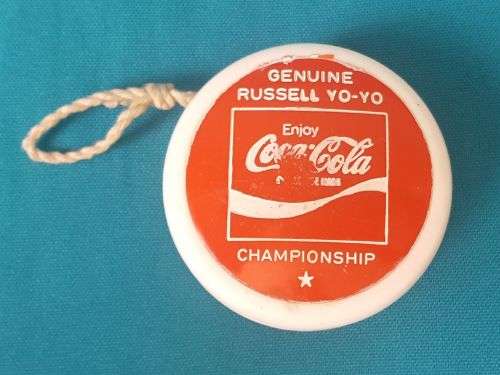 GENUINE
RUSSELL YO-YO
Enjoy
Coca-Cola
CHAMPIONSHIP